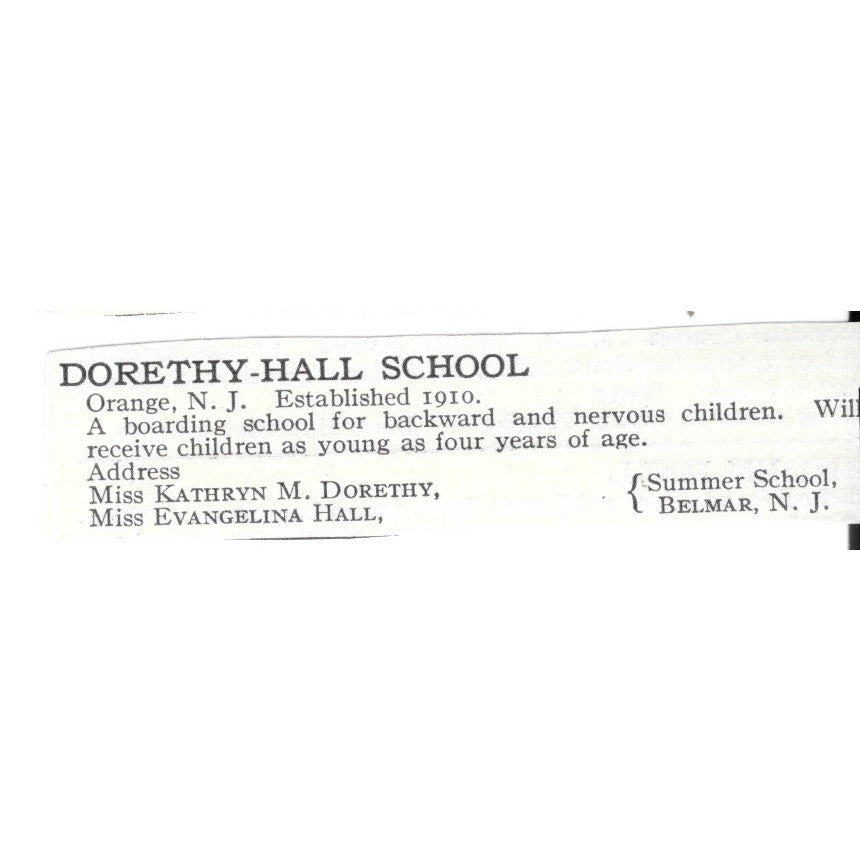 DORETHY-HALL SCHOOL
Orange, N. J. Established 1910.
A boarding school for backward and nervous children. Will
receive children as young as four years of age.
Address
Miss KATHRYN M. DORETHY,
Miss EVANGELINA HALL,
{ Summer School,
BELMAR, N. J.